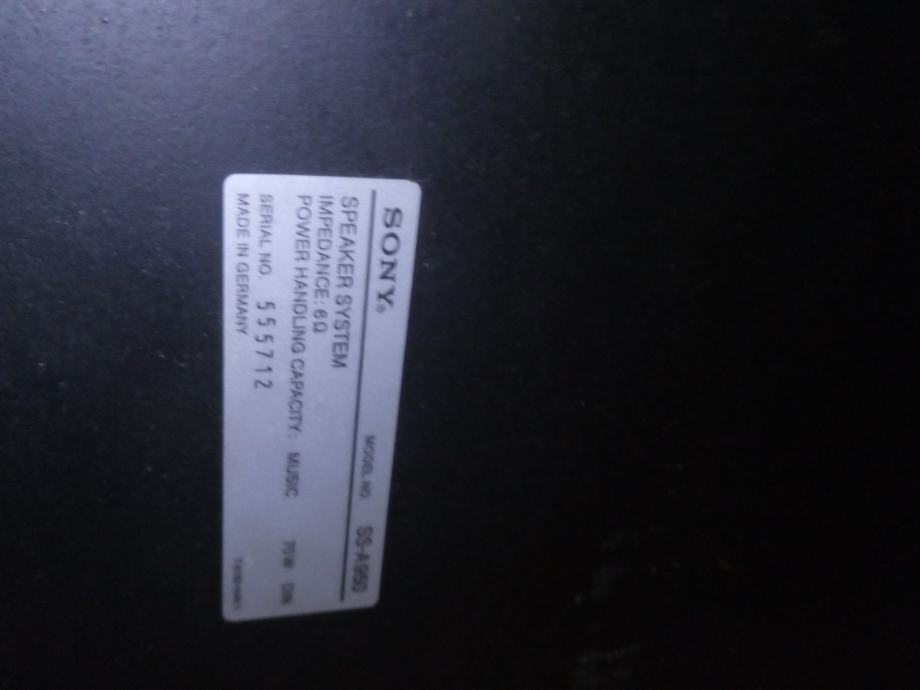 SONY®
MODEL NO. SS-A950
SPEAKER SYSTEM
IMPEDANCE: 6Ω
POWER HANDLING CAPACITY: MUSIC 70W DIN
SERIAL NO. 555712
MADE IN GERMANY